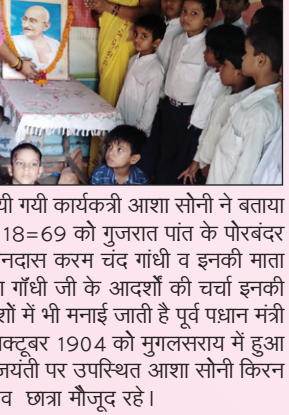 यी गयी कार्यकत्री आशा सोनी ने बताया
18=69 को गुजरात पांत के पोरबंदर
नदास करम चंद गांधी व इनकी माता
गॉंधी जी के आदर्शों की चर्चा इनकी
शों में भी मनाई जाती है पूर्व पधान मंत्री
क्टूबर 1904 को मुगलसराय में हुआ
जयंती पर उपस्थित आशा सोनी किरन
व छात्रा मौजूद रहे।